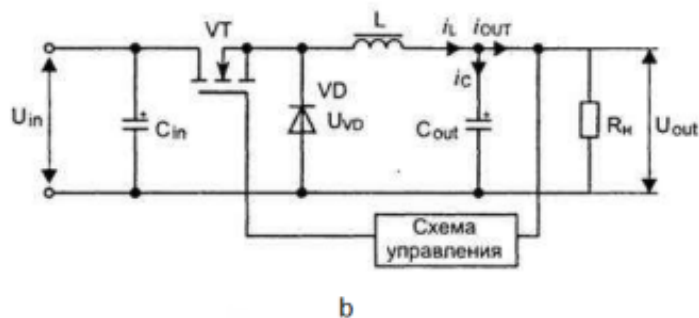 VT
L
iL
iOUT
iC
Uin
+
Cin
VD
UVD
+
Cout
Rн
Uout
Схема
управления
b